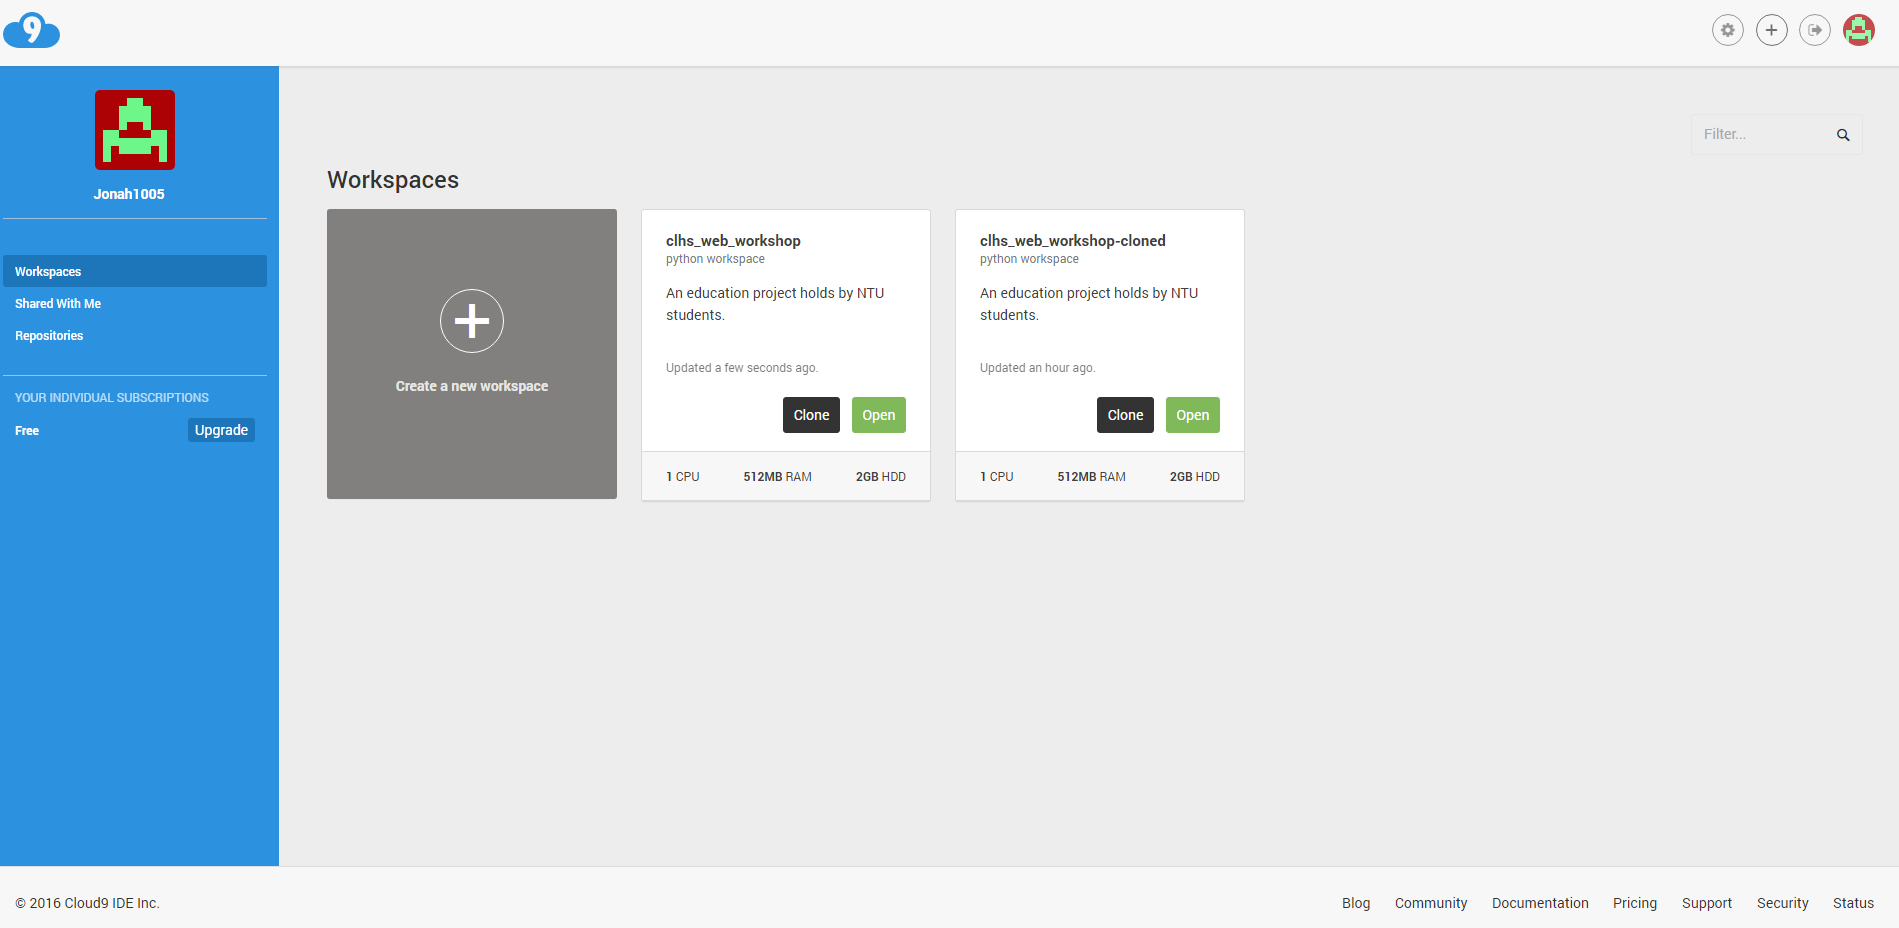 9
Jonah1005
Workspaces
Shared With Me
Repositories
YOUR INDIVIDUAL SUBSCRIPTIONS
Free
Upgrade
Filter...
Workspaces
Create a new workspace
clhs_web_workshop
python workspace
An education project holds by NTU
students.
Updated a few seconds ago.
Clone
Open
1 CPU
512MB RAM
2GB HDD
clhs_web_workshop-cloned
python workspace
An education project holds by NTU
students.
Updated an hour ago.
Clone
Open
1 CPU
512MB RAM
2GB HDD
© 2016 Cloud9 IDE Inc.
Blog
Community
Documentation
Pricing
Support
Security
Status